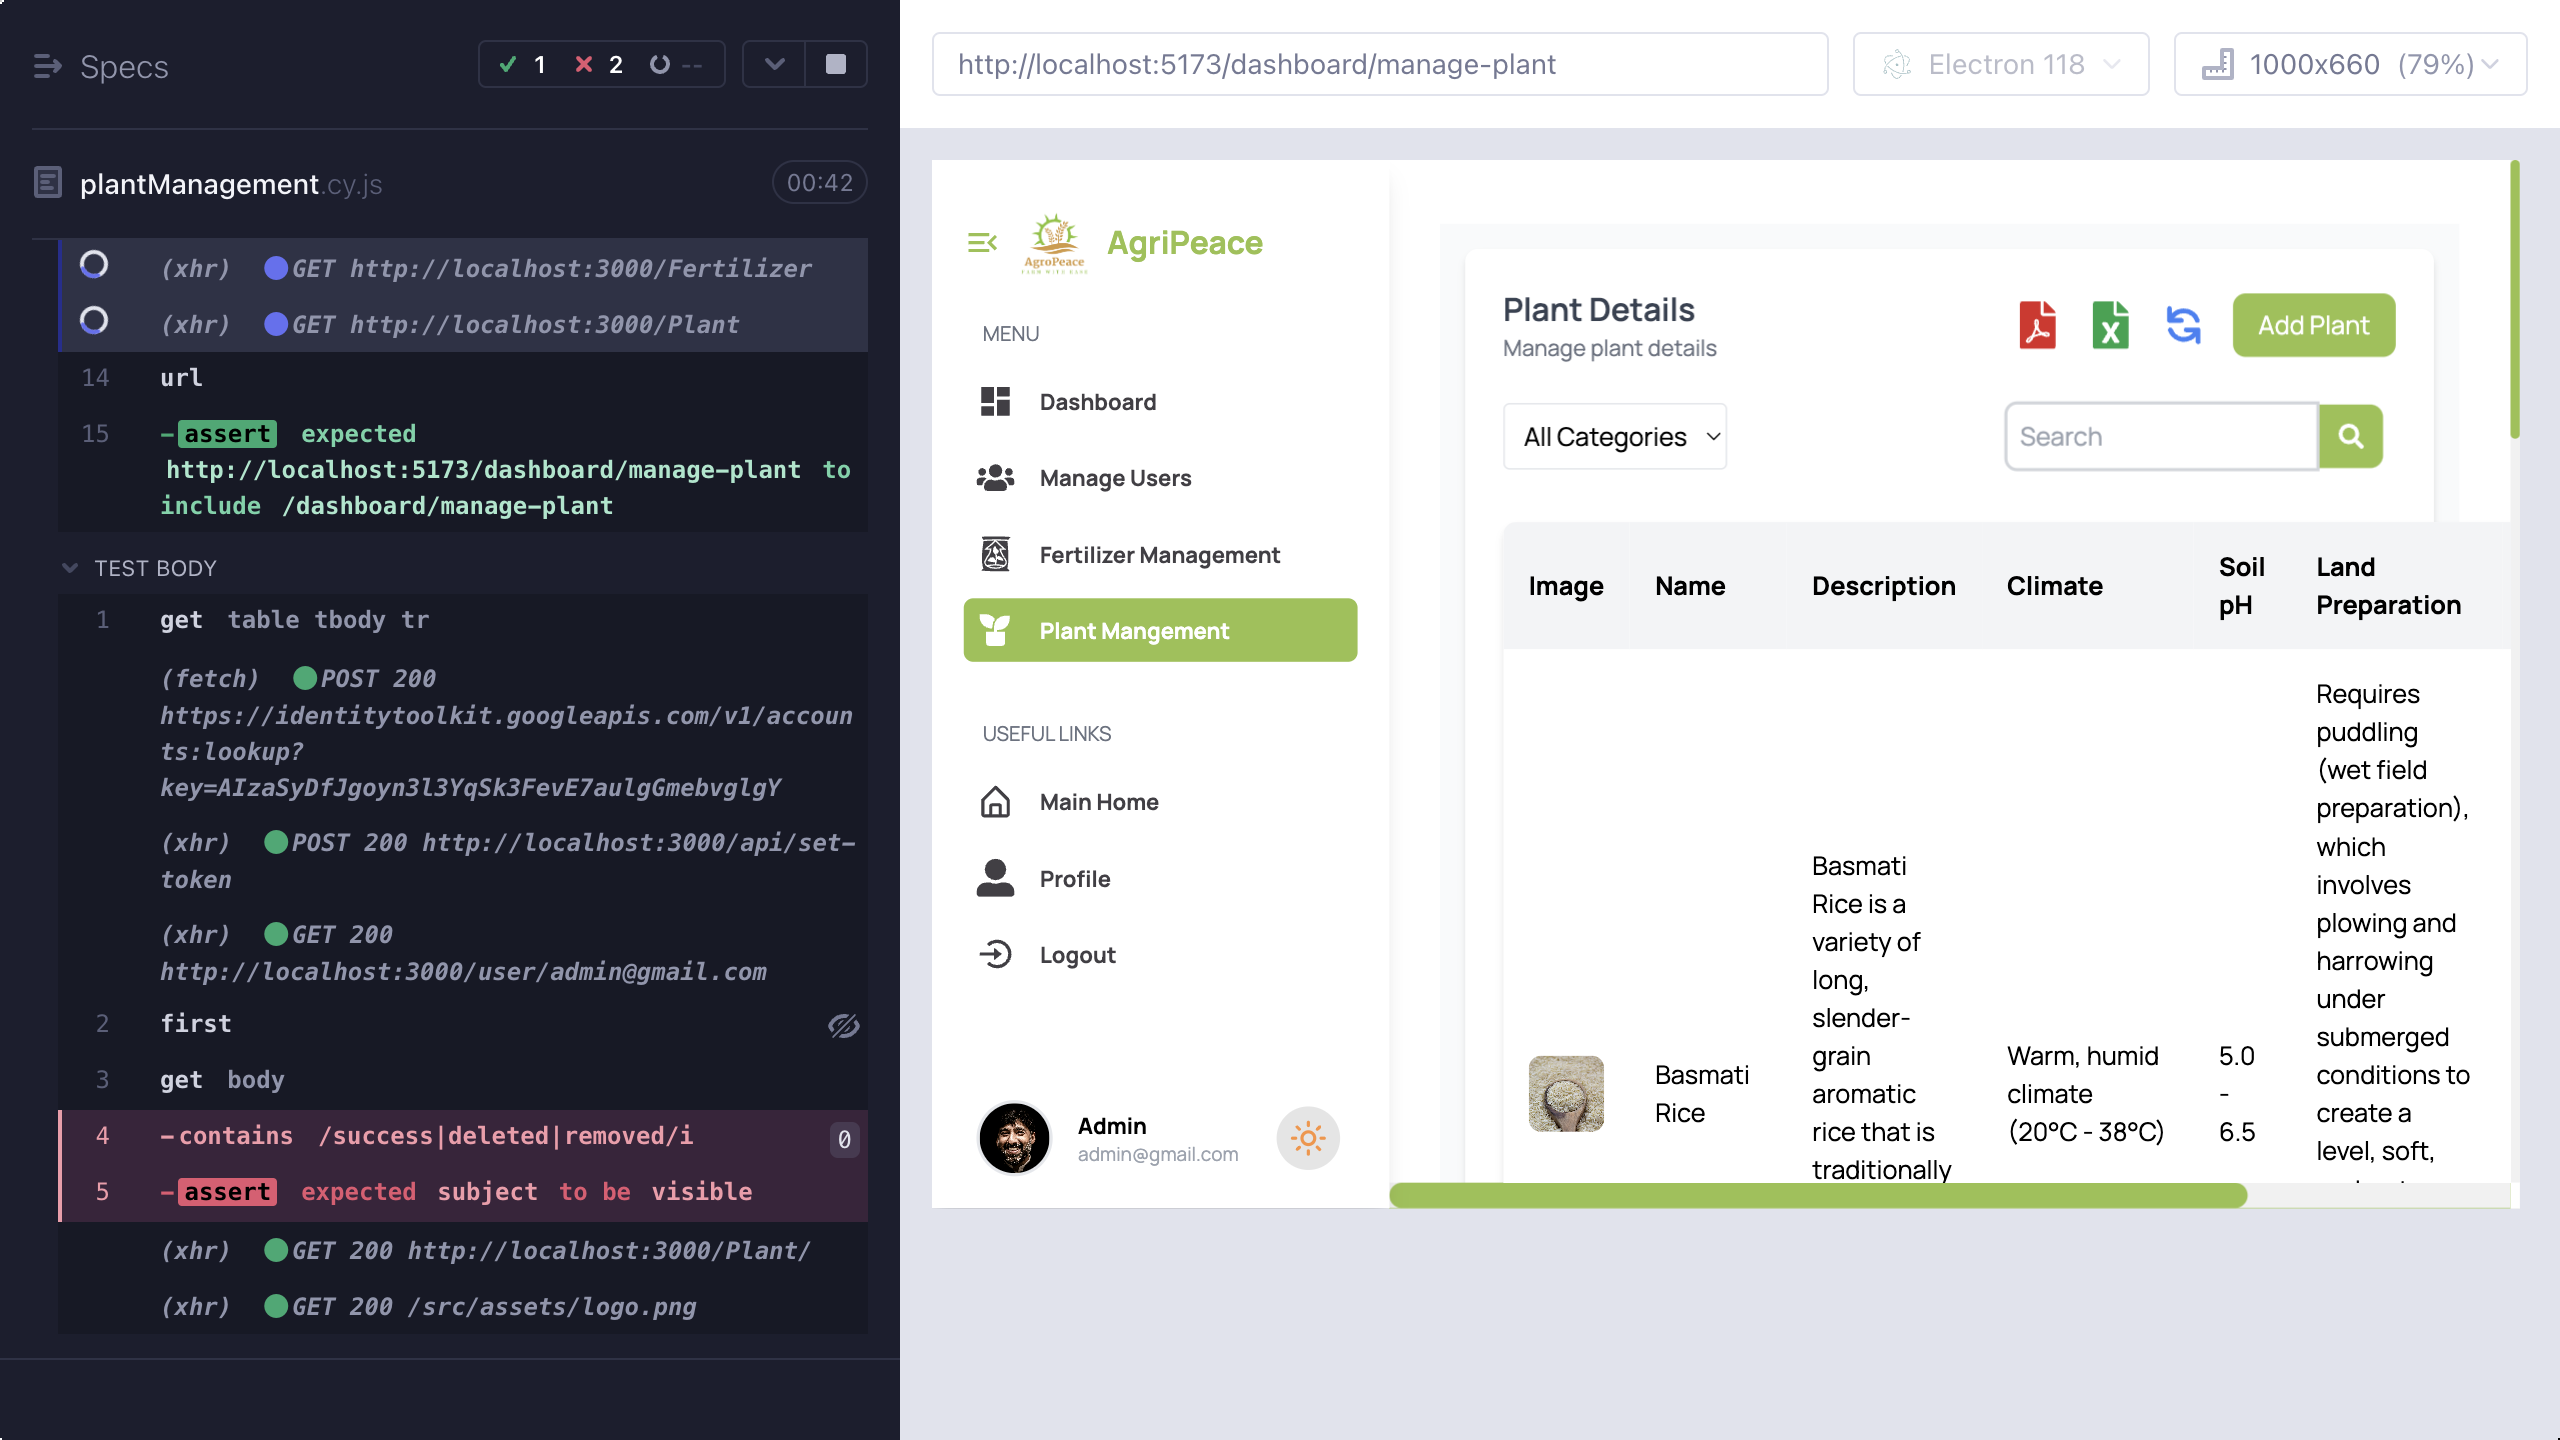 Specs
1 2 --
plantManagement.cy.js 00:42
(xhr) GET http://localhost:3000/Fertilizer
(xhr) GET http://localhost:3000/Plant
14 url
15 -assert expected
http://localhost:5173/dashboard/manage-plant to
include /dashboard/manage-plant
TEST BODY
1 get table tbody tr
(fetch) POST 200
https://identitytoolkit.googleapis.com/v1/accoun
ts:lookup?
key=AIzaSyDfJgoyn3l3YqSk3FevE7aulgGmebvglgY
(xhr) POST 200 http://localhost:3000/api/set-
token
(xhr) GET 200
http://localhost:3000/user/admin@gmail.com
2 first
3 get body
4 -contains /success|deleted|removed/i 0
5 -assert expected subject to be visible
(xhr) GET 200 http://localhost:3000/Plant/
(xhr) GET 200 /src/assets/logo.png
http://localhost:5173/dashboard/manage-plant
Electron 118
1000x660 (79%)
AgroPeace
AgriPeace
MENU
Dashboard
Manage Users
Fertilizer Management
Plant Mangement
USEFUL LINKS
Main Home
Profile
Logout
Admin
admin@gmail.com
Plant Details
Manage plant details
Add Plant
All Categories
Search
Image
Name
Description
Climate
Soil
pH
Land
Preparation
Basmati
Rice
Basmati
Rice is a
variety of
long,
slender-
grain
aromatic
rice that is
traditionally
Warm, humid
climate
(20°C - 38°C)
5.0
-
6.5
Requires
puddling
(wet field
preparation),
which
involves
plowing and
harrowing
under
submerged
conditions to
create a
level, soft,